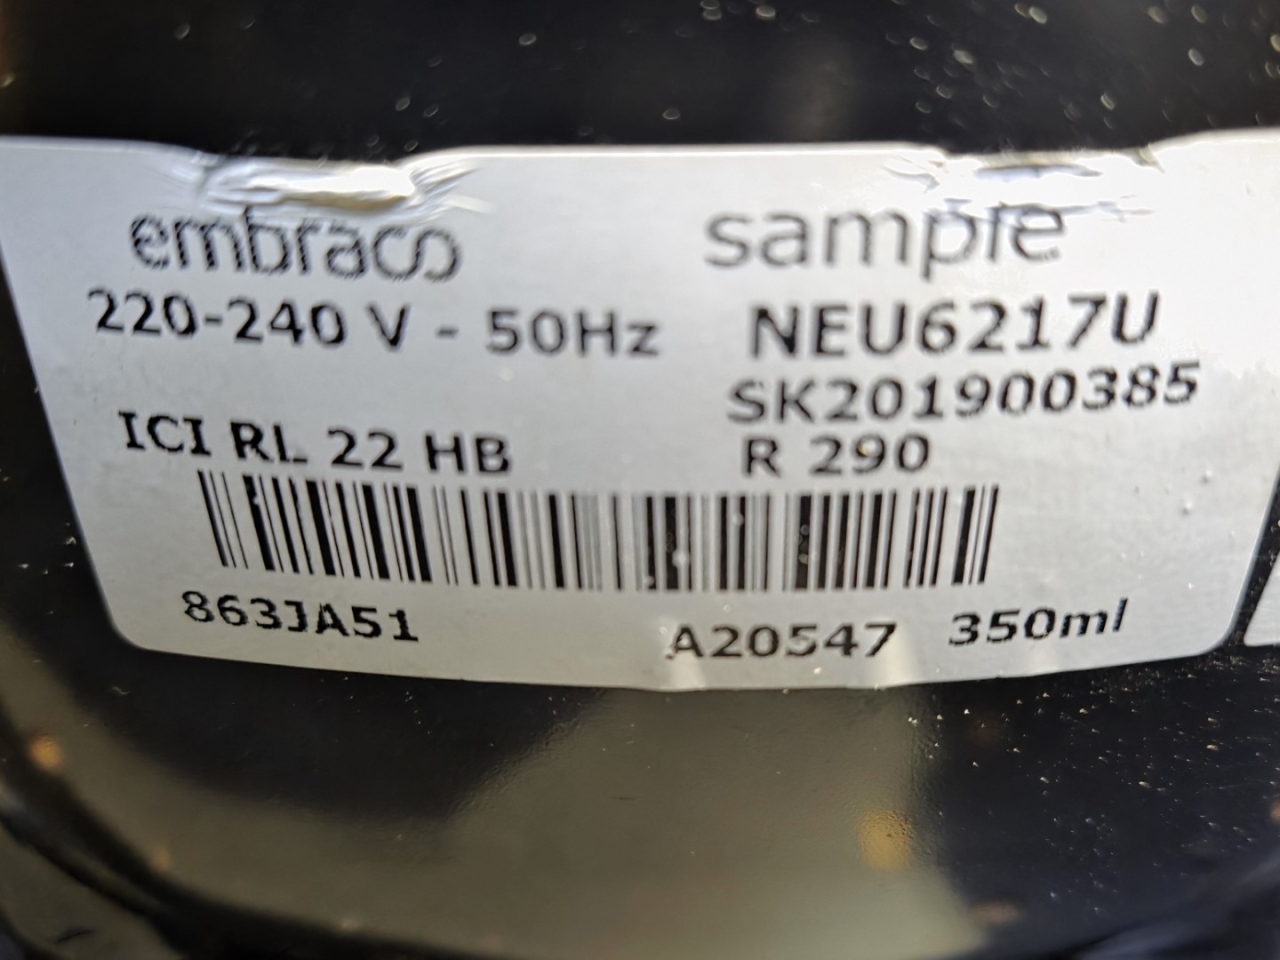 embraco sample
220-240 V - 50Hz NEU6217U
SK201900385
ICI RL 22 HB R 290
863JA51 A20547 350ml